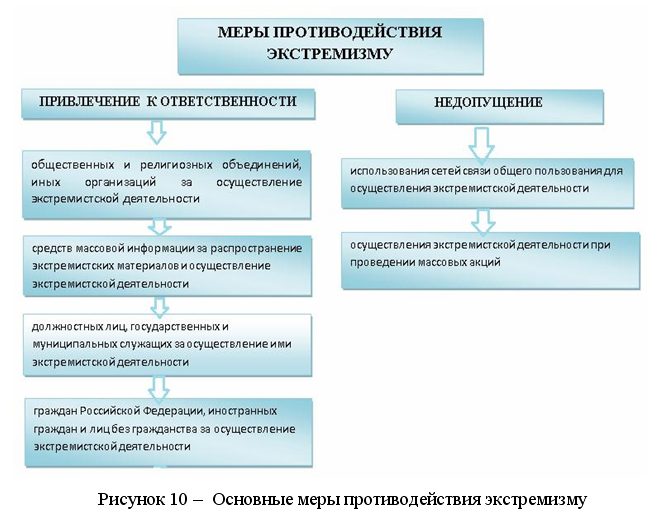 МЕРЫ ПРОТИВОДЕЙСТВИЯ
ЭКСТРЕМИЗМУ
ПРИВЛЕЧЕНИЕ К ОТВЕТСТВЕННОСТИ
общественных и религиозных объединений,
иных организаций за осуществление
экстремистской деятельности
средств массовой информации за распространение
экстремистских материалов и осуществление
экстремистской деятельности
должностных лиц, государственных и
муниципальных служащих за осуществление ими
экстремистской деятельности
граждан Российской Федерации, иностранных
граждан и лиц без гражданства за осуществление
экстремистской деятельности
НЕДОПУЩЕНИЕ
использования сетей связи общего пользования для
осуществления экстремистской деятельности
осуществления экстремистской деятельности при
проведении массовых акций
Рисунок 10 – Основные меры противодействия экстремизму